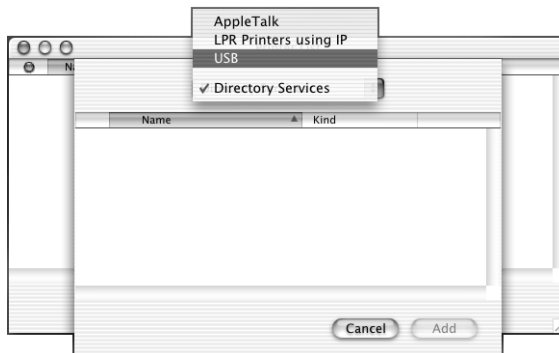 AppleTalk
LPR Printers using IP
USB
Directory Services
Name Kind
Cancel Add